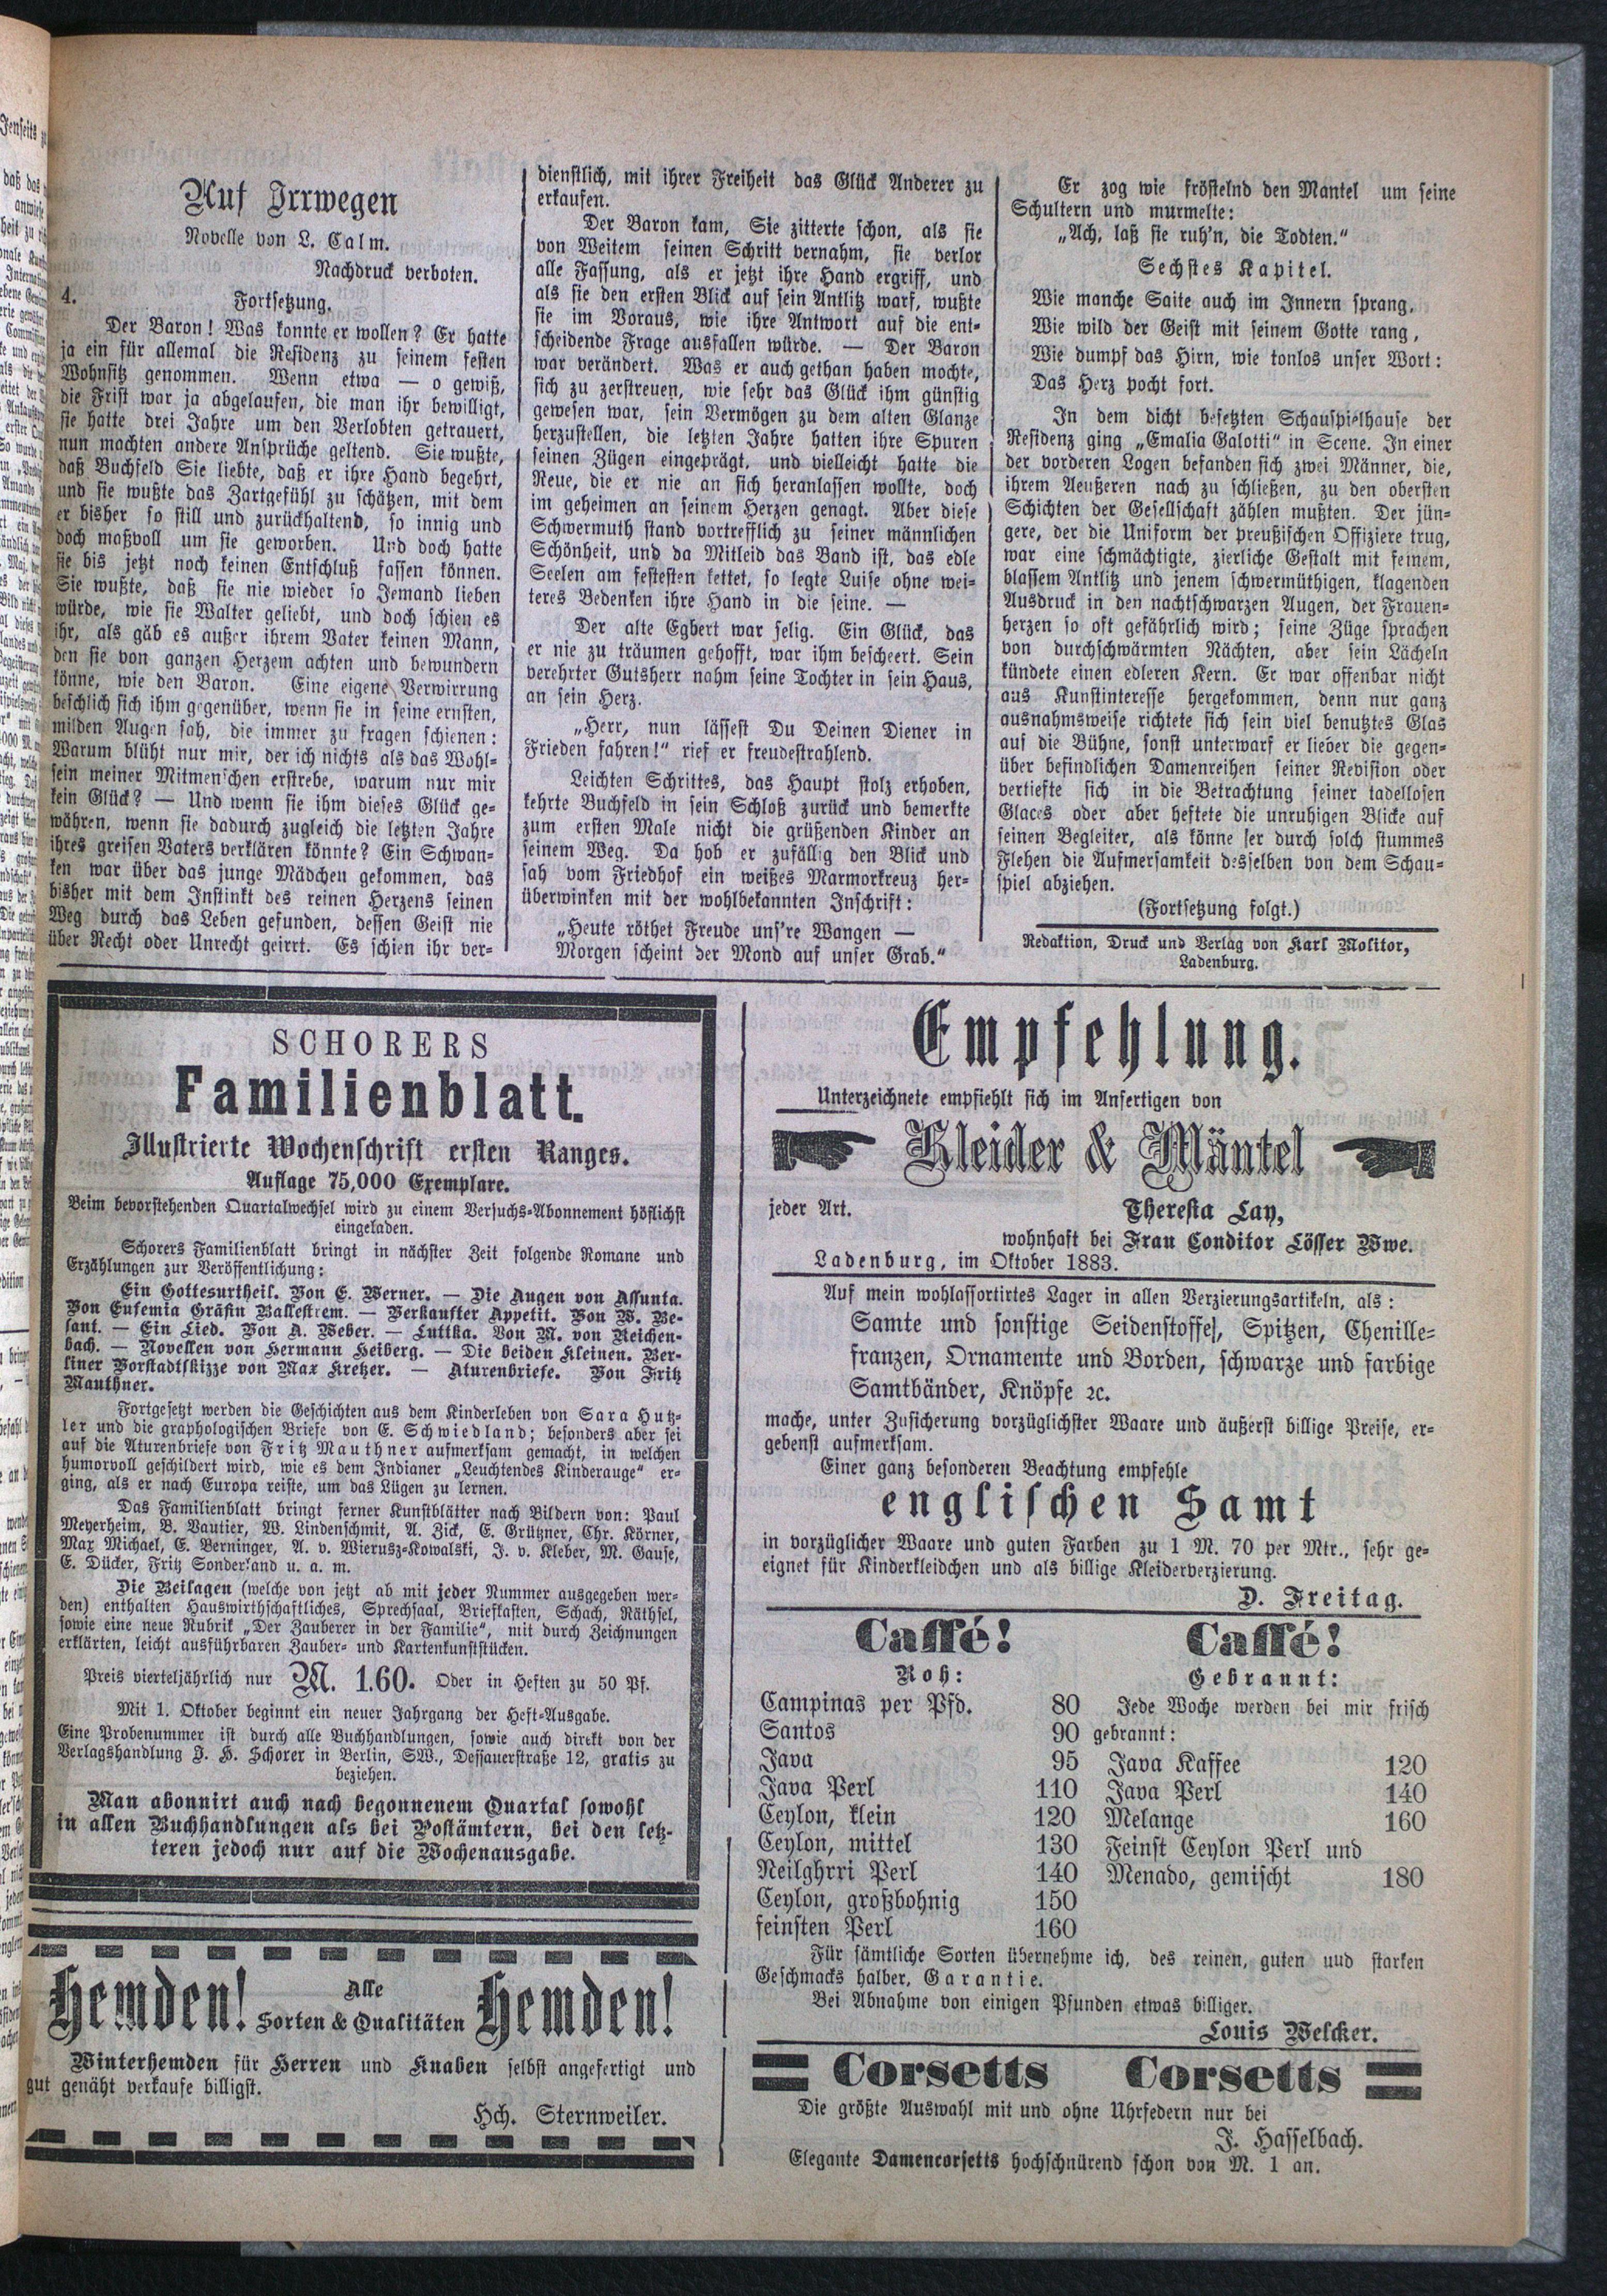 Auf Irrwegen
Novelle von L. Calm.
Nachdruck verboten.
4.
Fortsetzung.
Der Baron! Was konnte er wollen? Er hatte
ja ein für allemal die Residenz zu seinem festen
Wohnsitz genommen. Wenn etwa — o gewiß,
die Frist war ja abgelaufen, die man ihr bewilligt,
sie hatte drei Jahre um den Verlobten getrauert,
nun machten andere Ansprüche geltend. Sie wußte,
daß Buchfeld Sie liebte, daß er ihre Hand begehrt,
und sie wußte das Zartgefühl zu schätzen, mit dem
er bisher so still und zurückhaltend, so innig und
doch maßvoll um sie geworben. Und doch hatte
sie bis jetzt noch keinen Entschluß fassen können.
Sie wußte, daß sie nie wieder so Jemand lieben
würde, wie sie Walter geliebt, und doch schien es
ihr, als gäb es außer ihrem Vater keinen Mann,
den sie von ganzen Herzem achten und bewundern
könne, wie den Baron. Eine eigene Verwirrung
beschlich sich ihm gegenüber, wenn sie in seine ernsten,
milden Augen sah, die immer zu fragen schienen:
Warum blüht nur mir, der ich nichts als das Wohl-
sein meiner Mitmenschen erstrebe, warum nur mir
kein Glück? — Und wenn sie ihm dieses Glück ge-
währen, wenn sie dadurch zugleich die letzten Jahre
ihres greisen Vaters verklären könnte? Ein Schwan-
ken war über das junge Mädchen gekommen, das
bisher mit dem Instinkt des reinen Herzens seinen
Weg durch das Leben gefunden, dessen Geist nie
über Recht oder Unrecht geirrt. Es schien ihr ver-
dienstlich, mit ihrer Freiheit das Glück Anderer zu
erkaufen.
Der Baron kam, Sie zitterte schon, als sie
von Weitem seinen Schritt vernahm, sie verlor
alle Fassung, als er jetzt ihre Hand ergriff, und
als sie den ersten Blick auf sein Antlitz warf, wußte
sie im Voraus, wie ihre Antwort auf die ent-
scheidende Frage ausfallen würde. — Der Baron
war verändert. Was er auch gethan haben mochte,
sich zu zerstreuen, wie sehr das Glück ihm günstig
gewesen war, sein Vermögen zu dem alten Glanze
herzustellen, die letzten Jahre hatten ihre Spuren
seinen Zügen eingeprägt, und vielleicht hatte die
Reue, die er nie an sich heranlassen wollte, doch
im geheimen an seinem Herzen genagt. Aber diese
Schwermuth stand vortrefflich zu seiner männlichen
Schönheit, und da Mitleid das Band ist, das edle
Seelen am festesten kettet, so legte Luise ohne wei-
teres Bedenken ihre Hand in die seine. —
Der alte Egbert war selig. Ein Glück, das
er nie zu träumen gehofft, war ihm bescheert. Sein
verehrter Gutsherr nahm seine Tochter in sein Haus,
an sein Herz.
„Herr, nun lässest Du Deinen Diener in
Frieden fahren!“ rief er freudestrahlend.
Leichten Schrittes, das Haupt stolz erhoben,
kehrte Buchfeld in sein Schloß zurück und bemerkte
zum ersten Male nicht die grüßenden Kinder an
seinem Weg. Da hob er zufällig den Blick und
sah vom Friedhof ein weißes Marmorkreuz her-
überwinken mit der wohlbekannten Inschrift:
„Heute röthet Freude uns’re Wangen —
Morgen scheint der Mond auf unser Grab.“
Er zog wie fröstelnd den Mantel um seine
Schultern und murmelte:
„Ach, laß sie ruh’n, die Todten.“
Sechstes Kapitel.
Wie manche Saite auch im Innern sprang,
Wie wild der Geist mit seinem Gotte rang,
Wie dumpf das Hirn, wie tonlos unser Wort:
Das Herz pocht fort.
In dem dicht besetzten Schauspielhause der
Residenz ging „Emalia Galotti“ in Scene. In einer
der vorderen Logen befanden sich zwei Männer, die,
ihrem Aeußeren nach zu schließen, zu den obersten
Schichten der Gesellschaft zählen mußten. Der jün-
gere, der die Uniform der preußischen Offiziere trug,
war eine schmächtigte, zierliche Gestalt mit feinem,
blassem Antlitz und jenem schwermüthigen, klagenden
Ausdruck in den nachtschwarzen Augen, der Frauen-
herzen so oft gefährlich wird; seine Züge sprachen
von durchschwärmten Nächten, aber sein Lächeln
kündete einen edleren Kern. Er war offenbar nicht
aus Kunstinteresse hergekommen, denn nur ganz
ausnahmsweise richtete sich sein viel benutztes Glas
auf die Bühne, sonst unterwarf er lieber die gegen-
über befindlichen Damenreihen seiner Revision oder
vertiefte sich in die Betrachtung seiner tadellosen
Glaces oder aber heftete die unruhigen Blicke auf
seinen Begleiter, als könne ser durch solch stummes
Flehen die Aufmersamkeit desselben von dem Schau-
spiel abziehen.
(Fortsetzung folgt.)
Redaktion, Druck und Verlag von Karl Molitor,
Ladenburg.
SCHORERS
Familienblatt.
Illustrierte Wochenschrift ersten Ranges.
Auflage 75,000 Exemplare.
Beim bevorstehenden Quartalwechsel wird zu einem Versuchs-Abonnement höflichst
eingeladen.
Schorers Familienblatt bringt in nächster Zeit folgende Romane und
Erzählungen zur Veröffentlichung:
Ein Gottesurtheil. Von E. Werner. — Die Augen von Assunta.
Von Eufemia Gräfin Ballestrem. — Verkaufter Appetit. Von W. Be-
sant. — Ein Lied. Von A. Weber. — Luttka. Von M. von Reichen-
bach. — Novellen von Hermann Heiberg. — Die beiden Kleinen. Ber-
liner Vorstadtskizze von Max Kretzer. — Aturenbriefe. Von Fritz
Mauthner.
Fortgesetzt werden die Geschichten aus dem Kinderleben von Sara Hutz-
ler und die graphologischen Briefe von E. Schwiedland; besonders aber sei
auf die Aturenbriefe von Fritz Mauthner aufmerksam gemacht, in welchen
humorvoll geschildert wird, wie es dem Indianer „Leuchtendes Kinderauge“ er-
ging, als er nach Europa reiste, um das Lügen zu lernen.
Das Familienblatt bringt ferner Kunstblätter nach Bildern von: Paul
Meyerheim, B. Vautier, W. Lindenschmit, A. Zick, E. Grützner, Chr. Körner,
Max Michael, E. Berninger, A. v. Wierusz-Kowalski, J. v. Kleber, M. Gause,
E. Dücker, Fritz Sonderland u. a. m.
Die Beilagen (welche von jetzt ab mit jeder Nummer ausgegeben wer-
den) enthalten Hauswirthschaftliches, Sprechsaal, Briefkasten, Schach, Räthsel,
sowie eine neue Rubrik „Der Zauberer in der Familie“, mit durch Zeichnungen
erklärten, leicht ausführbaren Zauber- und Kartenkunststücken.
Preis vierteljährlich nur M. 1.60. Oder in Heften zu 50 Pf.
Mit 1. Oktober beginnt ein neuer Jahrgang der Heft-Ausgabe.
Eine Probenummer ist durch alle Buchhandlungen, sowie auch direkt von der
Verlagshandlung J. H. Schorer in Berlin, SW., Dessauerstraße 12, gratis zu
beziehen.
Man abonnirt auch nach begonnenem Quartal sowohl
in allen Buchhandlungen als bei Postämtern, bei den letz-
teren jedoch nur auf die Wochenausgabe.
Hemden! Alle Sorten & Qualitäten Hemden!
Winterhemden für Herren und Knaben selbst angefertigt und
gut genäht verkaufe billigst.
Hch. Sternweiler.
Empfehlung.
Unterzeichnete empfiehlt sich im Anfertigen von
Kleider & Mäntel
jeder Art. Theresia Lay,
wohnhaft bei Frau Conditor Lösser Wwe.
Ladenburg, im Oktober 1883.
Auf mein wohlassortirtes Lager in allen Verzierungsartikeln, als:
Samte und sonstige Seidenstoffe, Spitzen, Chenille-
franzen, Ornamente und Borden, schwarze und farbige
Samtbänder, Knöpfe ꝛc.
mache, unter Zusicherung vorzüglichster Waare und äußerst billige Preise, er-
gebenst aufmerksam.
Einer ganz besonderen Beachtung empfehle
englischen Samt
in vorzüglicher Waare und guten Farben zu 1 M. 70 per Mtr., sehr ge-
eignet für Kinderkleidchen und als billige Kleiderverzierung.
D. Freitag.
Caffé!
Roh:
Campinas per Pfd. 80
Santos 90
Java 95
Java Perl 110
Ceylon, klein 120
Ceylon, mittel 130
Neilghrri Perl 140
Ceylon, großbohnig 150
feinsten Perl 160
Caffé!
Gebrannt:
Jede Woche werden bei mir frisch
gebrannt:
Java Kaffee 120
Java Perl 140
Melange 160
Feinst Ceylon Perl und
Menado, gemischt 180
Für sämtliche Sorten übernehme ich, des reinen, guten und starken
Geschmacks halber, Garantie.
Bei Abnahme von einigen Pfunden etwas billiger.
Louis Welcker.
Corsetts Corsetts
Die größte Auswahl mit und ohne Uhrfedern nur bei
J. Hasselbach.
Elegante Damencorsetts hochschnürend schon von M. 1 an.